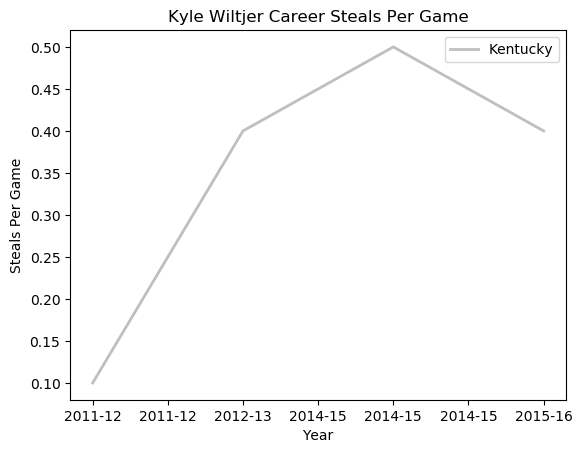 Kyle Wiltjer Career Steals Per Game
Kentucky
0.50
0.45
0.40
0.35
0.30
0.25
0.20
0.15
0.10
Steals Per Game
2011-12 2011-12 2012-13 2014-15 2014-15 2014-15 2015-16
Year